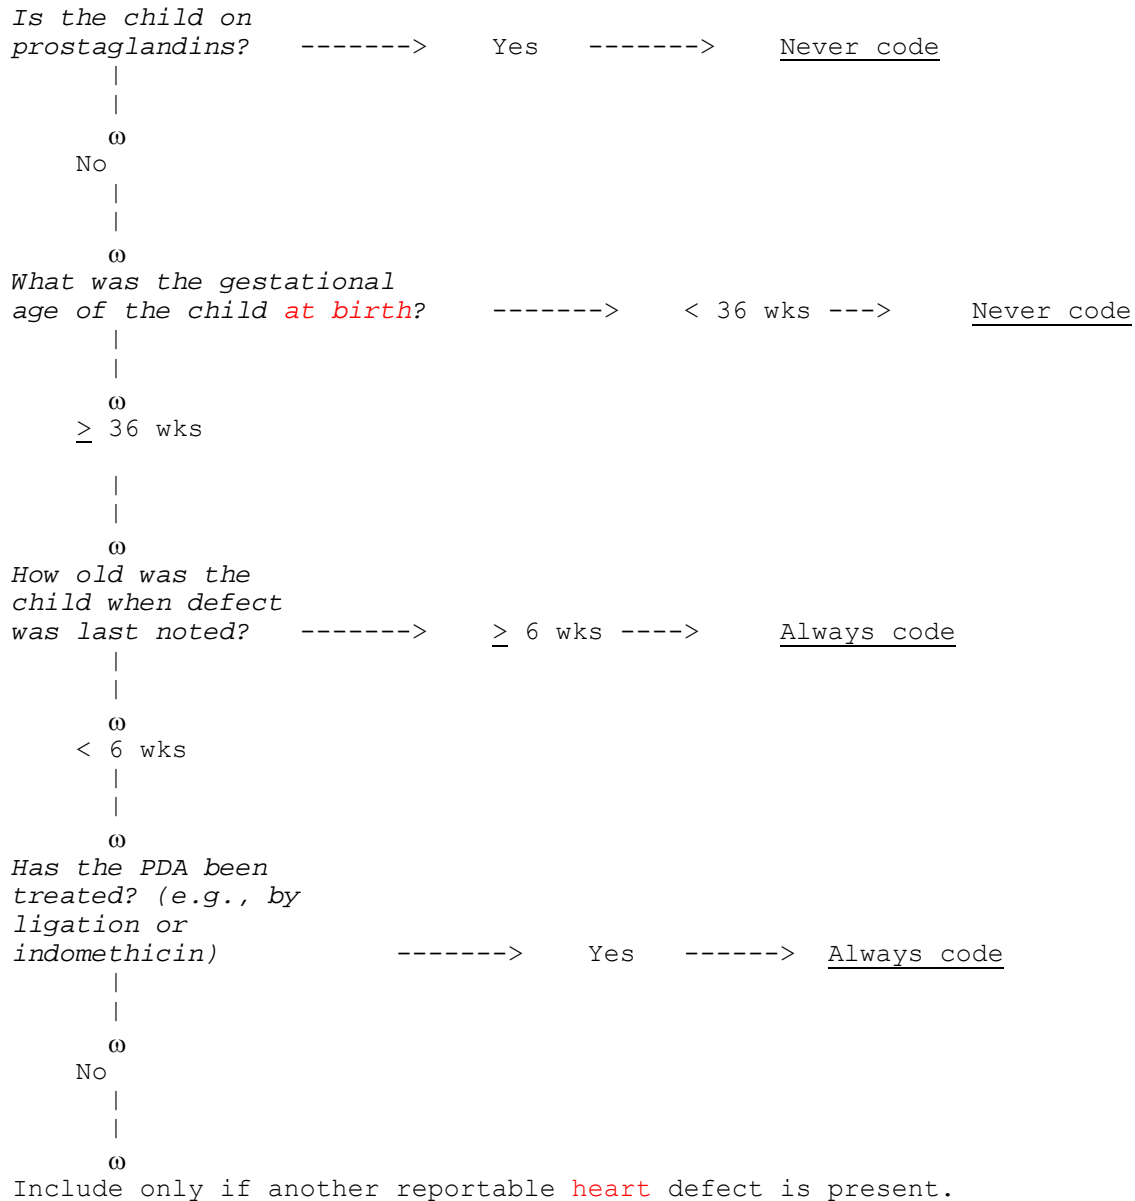 Is the child on
prostaglandins? -------> Yes -------> Never code
|
|
ω
No
|
|
ω
What was the gestational
age of the child at birth? -------> < 36 wks ---> Never code
|
|
ω
≥ 36 wks
|
|
ω
How old was the
child when defect
was last noted? -------> ≥ 6 wks ----> Always code
|
|
ω
< 6 wks
|
|
ω
Has the PDA been
treated? (e.g., by
ligation or
indomethicin) -------> Yes ------> Always code
|
|
ω
No
|
|
ω
Include only if another reportable heart defect is present.